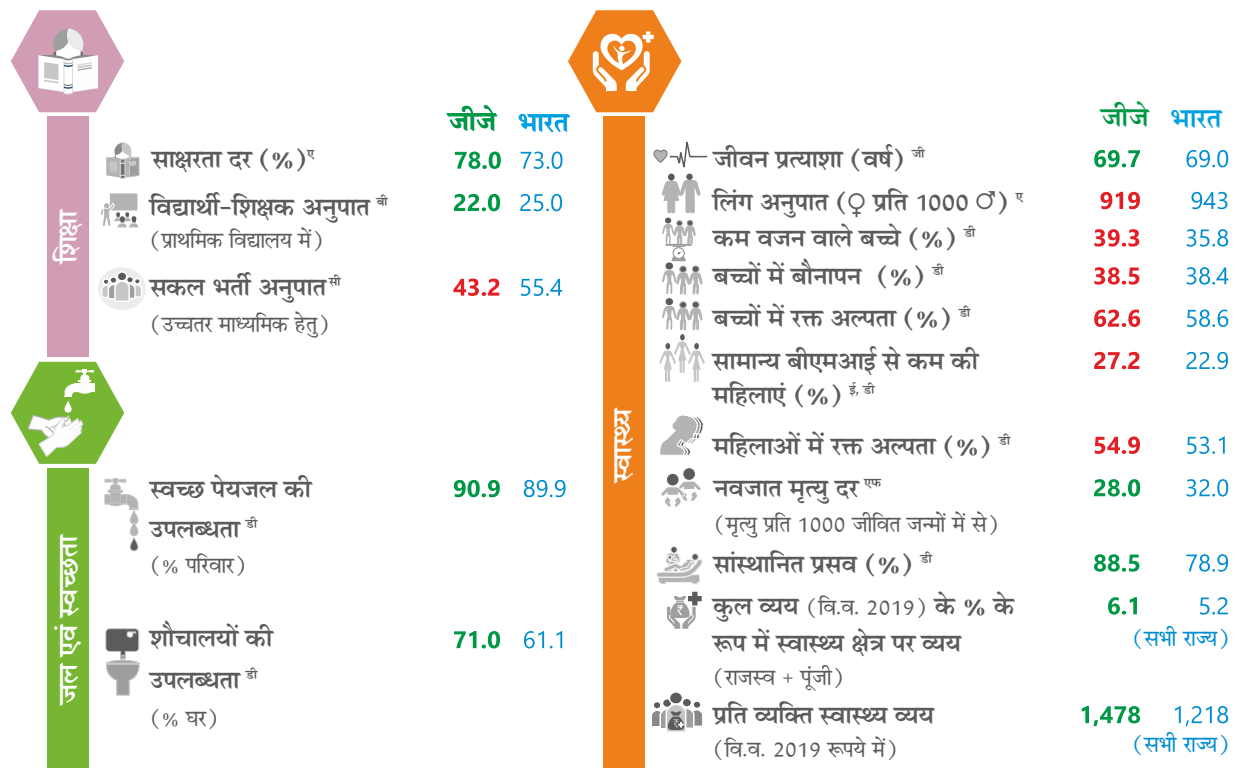 शिक्षा
जीजे भारत
साक्षरता दर (%)ए 78.0 73.0
विद्यार्थी-शिक्षक अनुपात बी 22.0 25.0
(प्राथमिक विद्यालय में)
सकल भर्ती अनुपात सी 43.2 55.4
(उच्चतर माध्यमिक हेतु)
जल एवं स्वच्छता
स्वच्छ पेयजल की 90.9 89.9
उपलब्धता डी
(% परिवार)
शौचालयों की 71.0 61.1
उपलब्धता डी
(% घर)
स्वास्थ्य
जीजे भारत
जीवन प्रत्याशा (वर्ष) जी 69.7 69.0
लिंग अनुपात (♀ प्रति 1000 ♂) ए 919 943
कम वजन वाले बच्चे (%) डी 39.3 35.8
बच्चों में बौनापन (%) डी 38.5 38.4
बच्चों में रक्त अल्पता (%) डी 62.6 58.6
सामान्य बीएमआई से कम की 27.2 22.9
महिलाएं (%) ई, डी
महिलाओं में रक्त अल्पता (%) डी 54.9 53.1
नवजात मृत्यु दर एफ 28.0 32.0
(मृत्यु प्रति 1000 जीवित जन्मों में से)
सांस्थानित प्रसव (%) डी 88.5 78.9
कुल व्यय (वि.व. 2019) के % के 6.1 5.2
रूप में स्वास्थ्य क्षेत्र पर व्यय (सभी राज्य)
(राजस्व + पूंजी)
प्रति व्यक्ति स्वास्थ्य व्यय 1,478 1,218
(वि.व. 2019 रूपये में) (सभी राज्य)